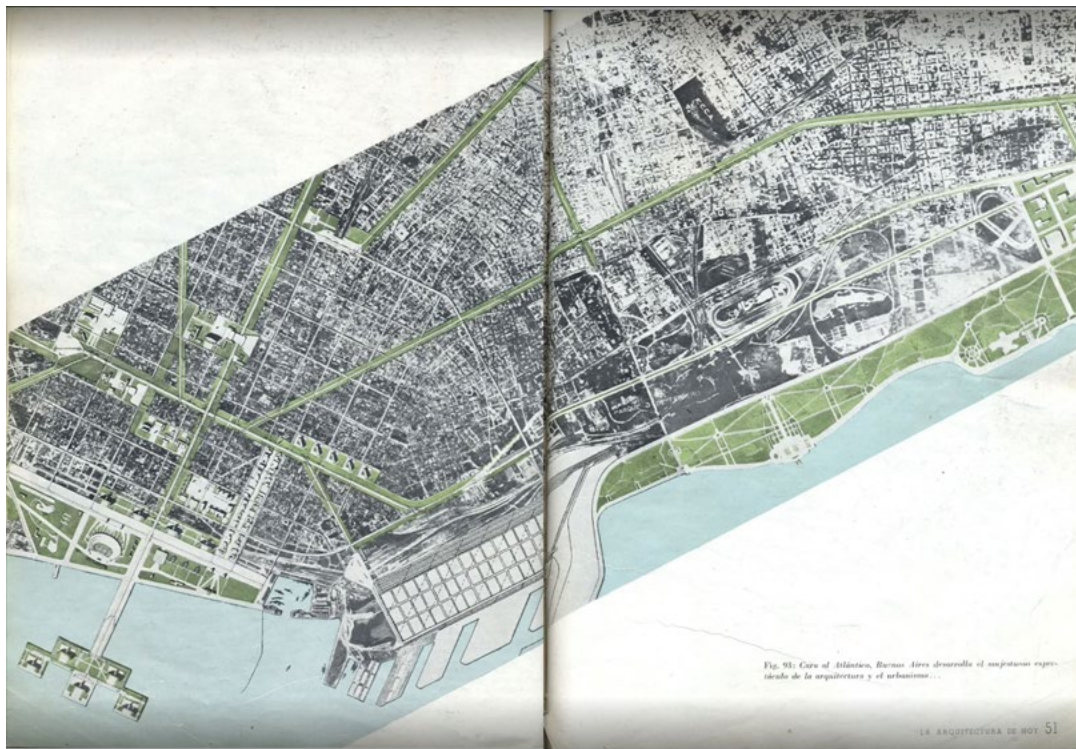 Fig. 93: Cara al Atlántico, Buenos Aires desarrolla el majestuoso espec-
táculo de la arquitectura y el urbanismo...
LA ARQUITECTURA DE HOY 51